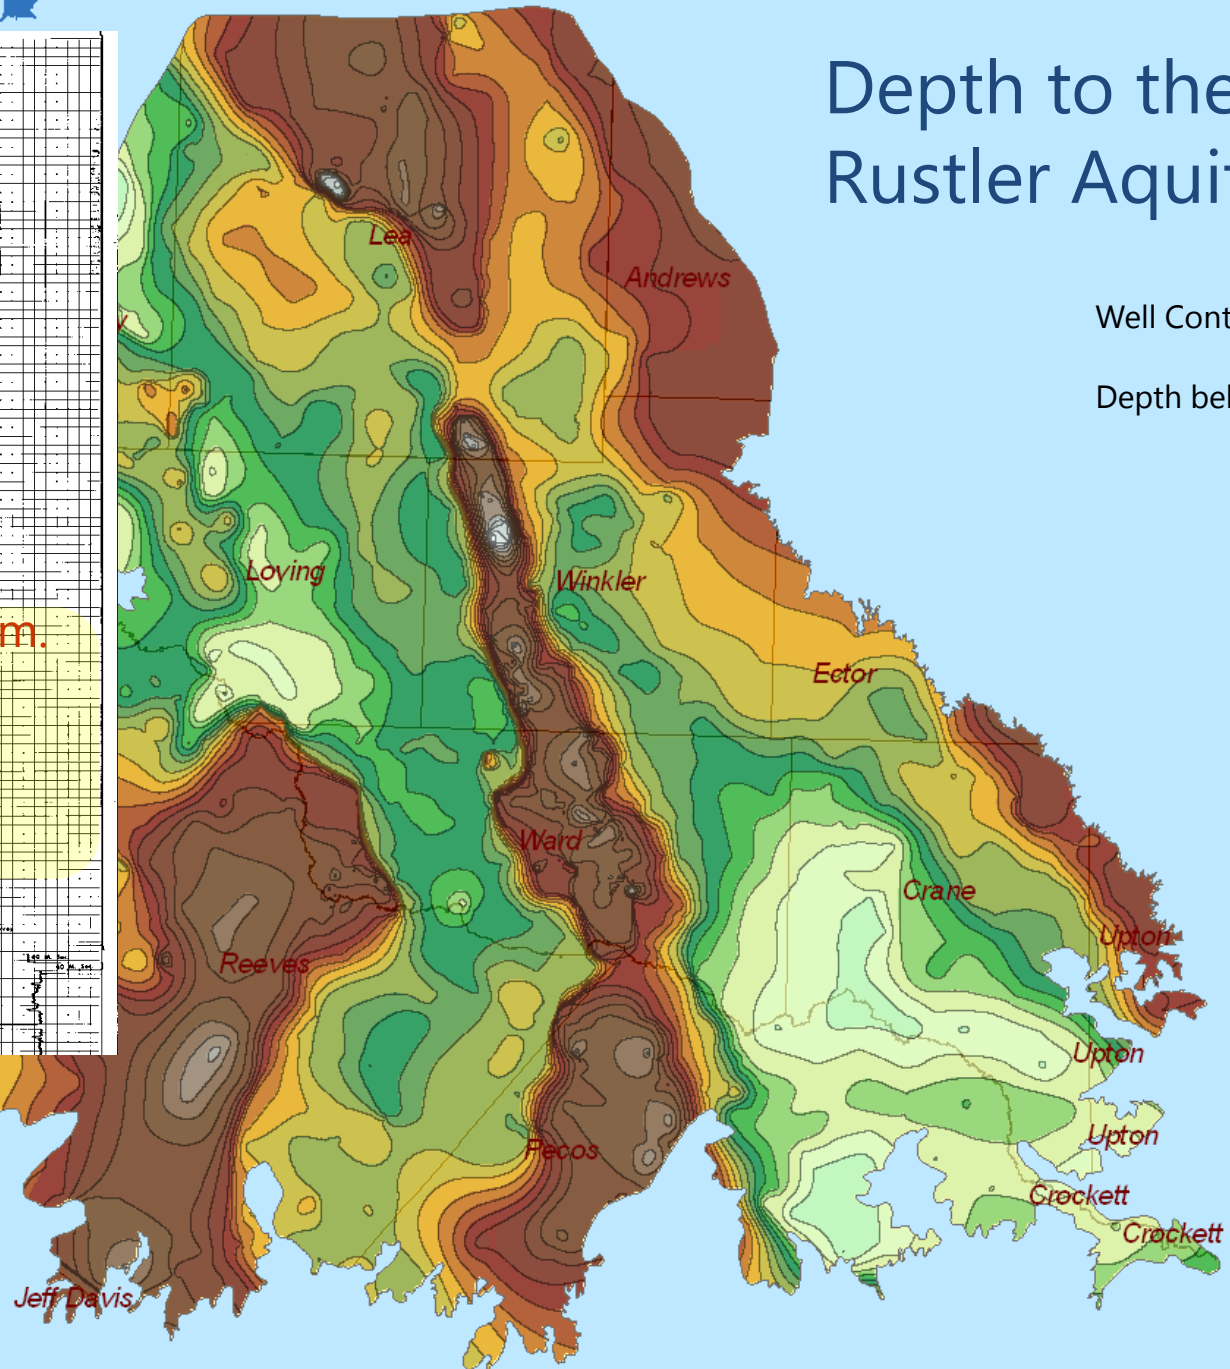 Depth to the
Rustler Aquit
Well Cont
Depth bel
Lea
Andrews
y
Loving
Winkler
m.
Ector
Ward
Crane
Upton
Reeves
Upton
Upton
Pecos
Crockett
Crockett
Jeff Davis